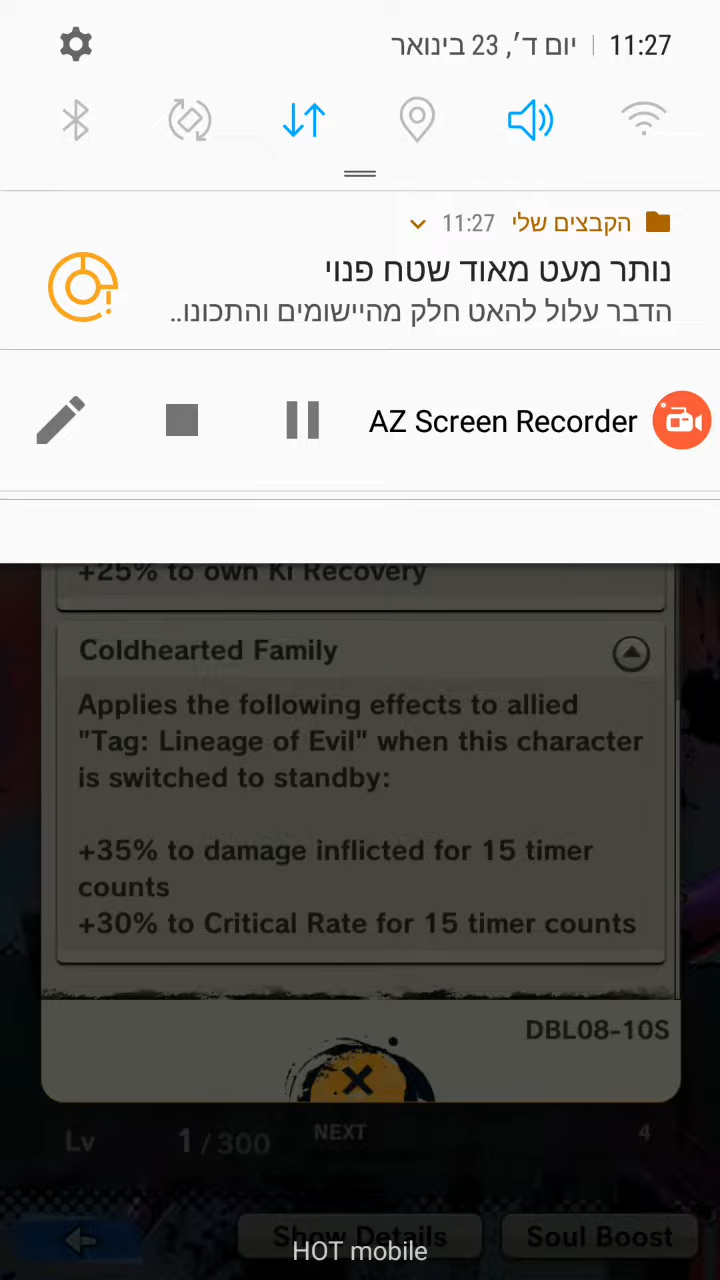 11:27 | יום ד׳, 23 בינואר
הקבצים שלי 11:27
נותר מעט מאוד שטח פנוי
הדבר עלול להאט חלק מהיישומים והתכונו..
AZ Screen Recorder
+25% to own Ki Recovery
Coldhearted Family
Applies the following effects to allied
"Tag: Lineage of Evil" when this character
is switched to standby:
+35% to damage inflicted for 15 timer
counts
+30% to Critical Rate for 15 timer counts
DBL08-10S
Lv 1/300 NEXT 4
Show Details Soul Boost
HOT mobile